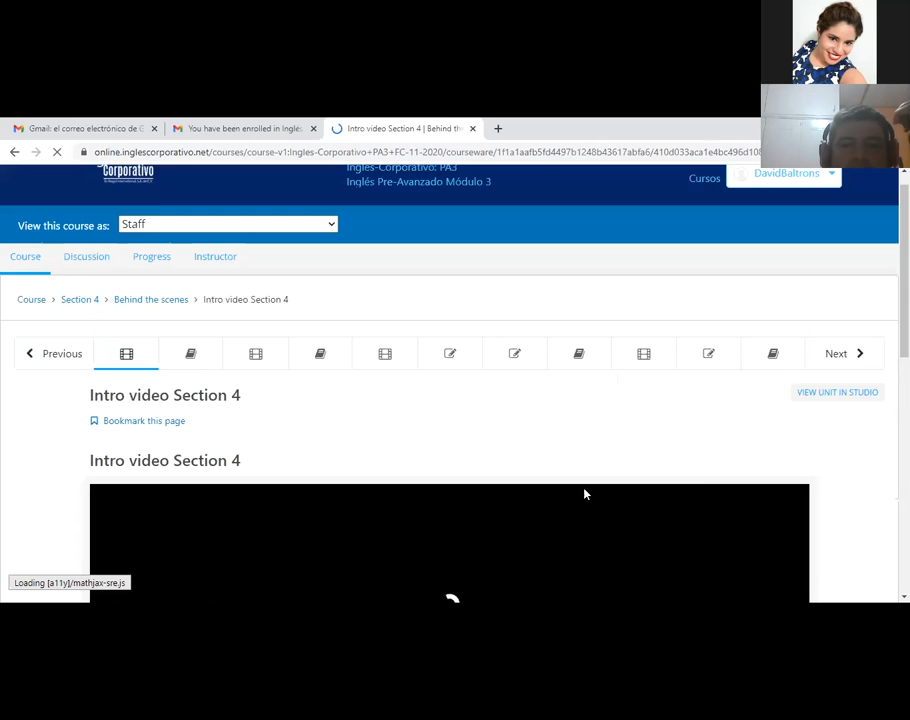 Gmail: el correo electrónico de G
You have been enrolled in Inglés
Intro video Section 4 | Behind th
online.inglescorporativo.net/courses/course-v1:Ingles-Corporativo+PA3+FC-11-2020/courseware/1f1a1aafb5fd4497b1248b43617abfa6/410d033aca1e4bc496d108
Corporativo
Ingles-Corporativo: PA3
Inglés Pre-Avanzado Módulo 3
Cursos
DavidBaltrons
View this course as:
Staff
Course
Discussion
Progress
Instructor
Course > Section 4 > Behind the scenes > Intro video Section 4
Previous
Next
Intro video Section 4
VIEW UNIT IN STUDIO
Bookmark this page
Intro video Section 4
Loading [a11y]/mathjax-sre.js